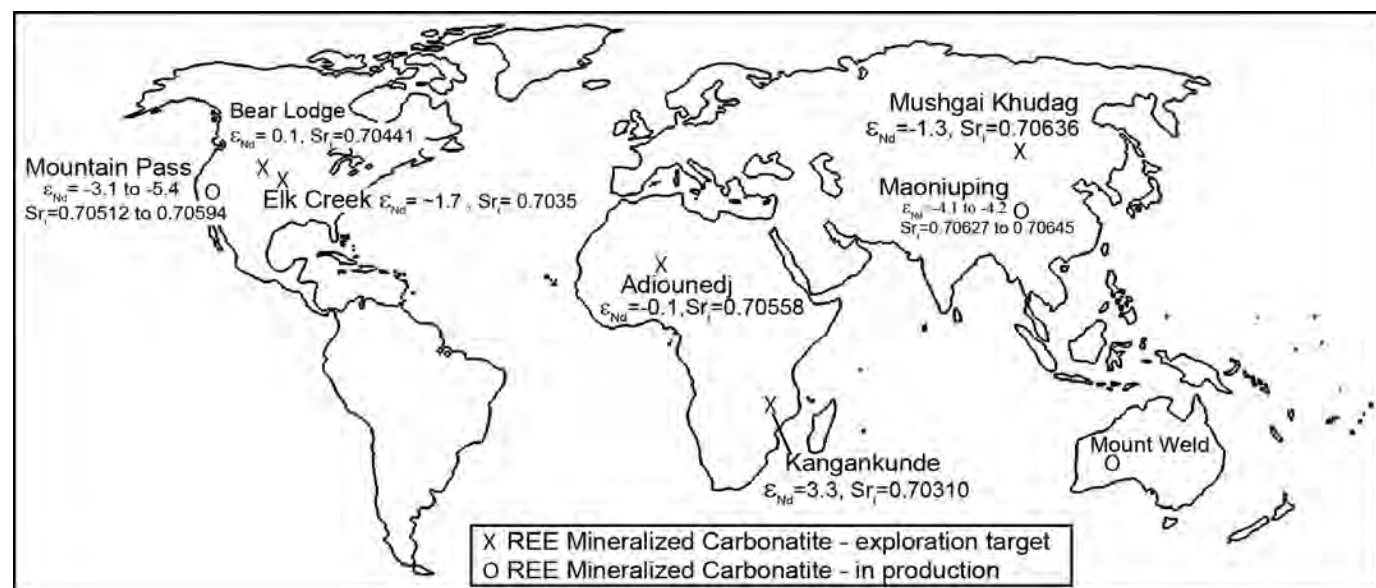 Bear Lodge
εNd= 0.1, Sri=0.70441
Mountain Pass
εNd= -3.1 to -5.4
Sri=0.70512 to 0.70594
Elk Creek εNd= ~1.7 , Sri= 0.7035
Mushgai Khudag
εNd=-1.3, Sri=0.70636
Maoniuping
εNd=-4.1 to -4.2
Sri=0.70627 to 0.70645
Adiounedj
εNd=-0.1,Sri=0.70558
Kangankunde
εNd=3.3, Sri=0.70310
Mount Weld
X REE Mineralized Carbonatite - exploration target
O REE Mineralized Carbonatite - in production